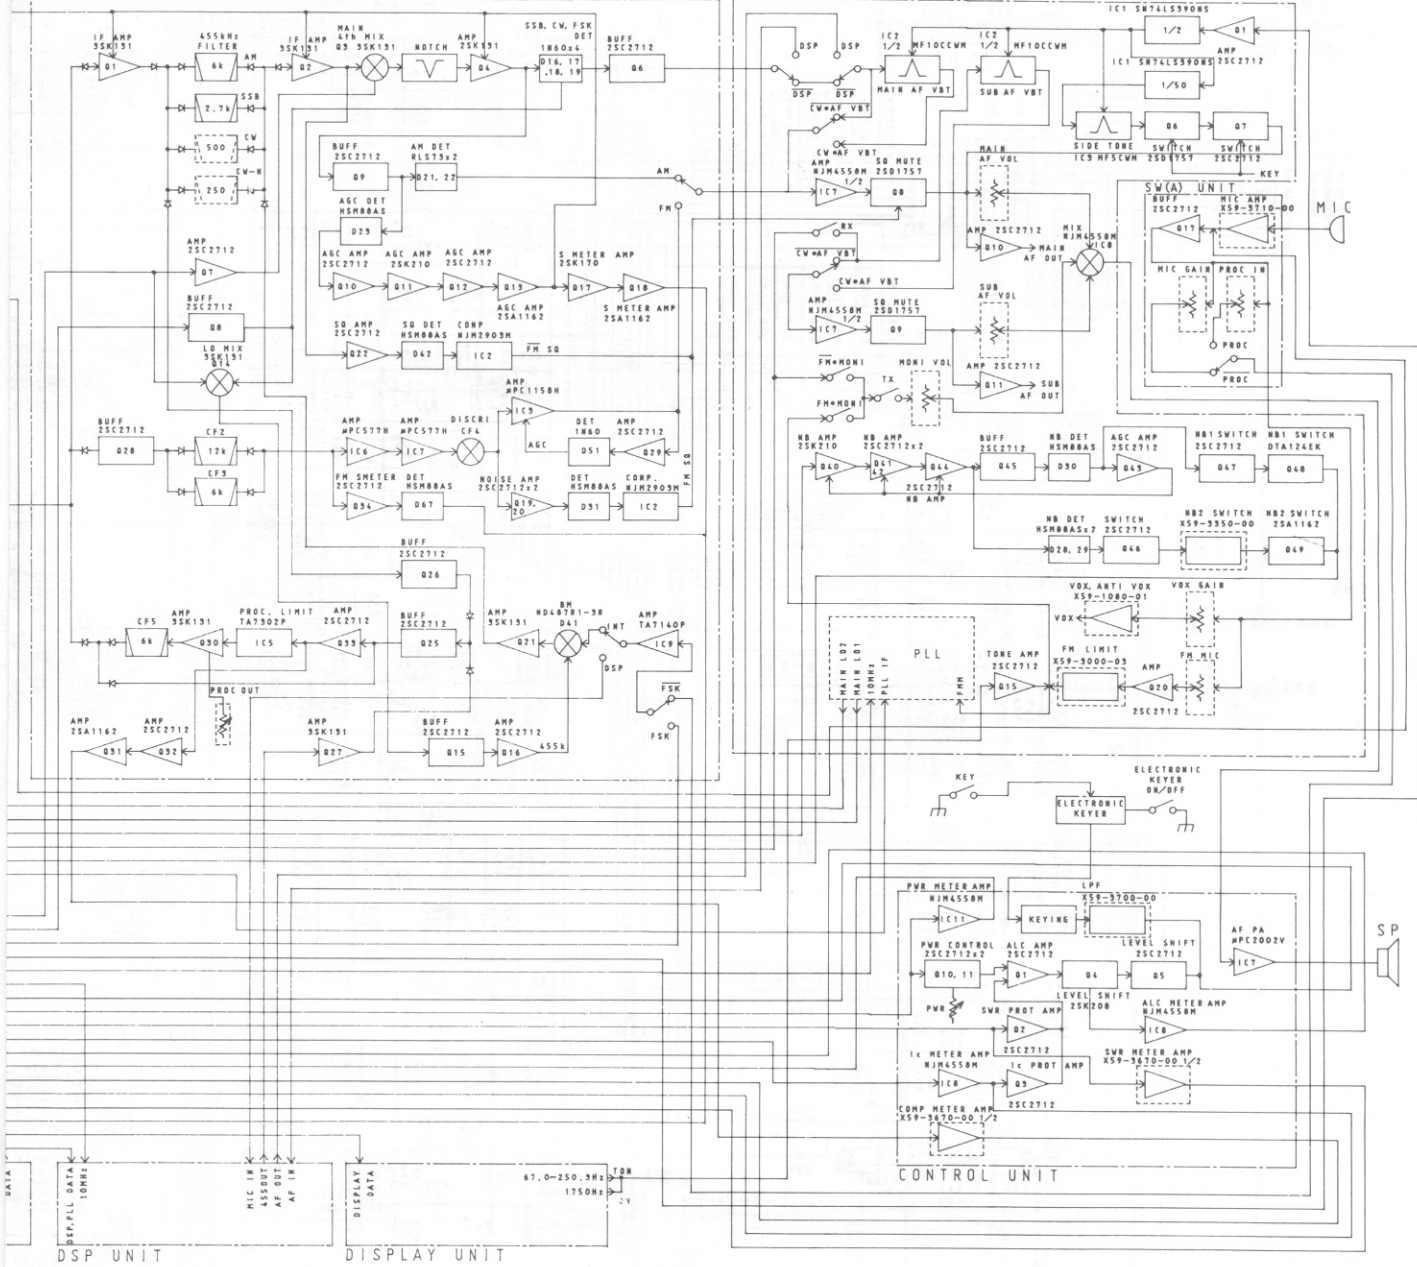 IF AMP
3SK131
Q1
455kHz
FILTER
6k
AM
2.7k
SSB
500
CW
250
CW-N
IF AMP
3SK131
Q2
MAIN
4th MIX
Q3 3SK131
NOTCH
AMP
2SK131
Q4
SSB, CW, FSK
DET
1N60x4
D16, 17
,18, 19
BUFF
2SC2712
Q6
BUFF
2SC2712
Q9
AM DET
RLS73x2
D21, 22
AGC DET
HSM88AS
D23
AM
FM
AMP
2SC2712
Q7
BUFF
2SC2712
Q8
LO MIX
3SK131
Q14
AGC AMP
2SC2712
Q10
AGC AMP
2SK210
Q11
AGC AMP
2SC2712
Q12
Q13
AGC AMP
2SA1162
S METER AMP
2SK170
Q17
Q18
S METER AMP
2SA1162
SQ AMP
2SC2712
Q22
SQ DET
HSM88AS
D42
COMP
NJM2903M
IC2
FM SQ
AMP
µPC1158H
IC3
AGC
DET
1N60
D51
AMP
2SC2712
Q29
FM SQ
BUFF
2SC2712
Q28
CF2
12k
CF3
6k
AMP
µPC577H
IC6
AMP
µPC577H
IC7
DISCRI
CF4
FM SMETER
2SC2712
Q34
DET
HSM88AS
D67
NOISE AMP
2SC2712x2
Q19,
20
DET
HSM88AS
D31
COMP.
NJM2903M
IC2
BUFF
2SC2712
Q26
CF5
6k
AMP
3SK131
Q30
PROC, LIMIT
TA7302P
IC5
AMP
2SC2712
Q33
BUFF
2SC2712
Q25
AMP
3SK131
Q21
BM
ND487R1-3R
D41
INT
DSP
AMP
TA7140P
IC9
FSK
FSK
PROC OUT
AMP
2SA1162
Q31
AMP
2SC2712
Q32
AMP
3SK131
Q27
BUFF
2SC2712
Q15
AMP
2SC2712
Q16
455k
DSP
DSP
DSP
DSP
CW•AF VBT
CW•AF VBT
IC2
1/2
MF10CCWM
MAIN AF VBT
IC2
1/2
MF10CCWM
SUB AF VBT
IC1 SN74LS390NS
1/2
Q1
AMP
2SC2712
IC1 SN74LS390NS
1/50
SIDE TONE
IC3 MF5CWM
Q6
SWITCH
2SD1757
Q7
SWITCH
2SC2712
KEY
AMP
NJM4558M
1/2
IC7
SQ MUTE
2SD1757
Q8
MAIN
AF VOL
AMP 2SC2712
Q10
MAIN
AF OUT
MIX
NJM4558M
IC8
RX
CW•AF VBT
CW•AF VBT
AMP
NJM4558M
1/2
IC7
SQ MUTE
2SD1757
Q9
SUB
AF VOL
AMP 2SC2712
Q11
SUB
AF OUT
FM•MONI
FM•MONI
TX
MONI VOL
SW(A) UNIT
BUFF
2SC2712
Q17
MIC AMP
X59-3710-00
MIC
MIC GAIN
PROC IN
PROC
PROC
NB AMP
2SK210
Q40
NB AMP
2SC2712x2
Q41
42
Q44
2SC2712
NB AMP
BUFF
2SC2712
Q45
NB DET
HSM88AS
D30
AGC AMP
2SC2712
Q43
NB1 SWITCH
2SC2712
Q47
NB1 SWITCH
DTA124EK
Q48
NB DET
HSM88ASx2
D28, 29
SWITCH
2SC2712
Q46
NB2 SWITCH
X59-3350-00
NB2 SWITCH
2SA1162
Q49
VOX, ANTI VOX
X59-1080-01
VOX
VOX GAIN
FM LIMIT
X59-3000-03
TONE AMP
2SC2712
Q15
AMP
Q20
2SC2712
FM MIC
PLL
MAIN LO2
MAIN LO1
10MHz
PLL IF
FMM
KEY
ELECTRONIC
KEYER
ELECTRONIC
KEYER
ON/OFF
PWR METER AMP
NJM4558M
IC11
KEYING
LPF
X59-3700-00
PWR CONTROL
2SC2712x2
Q10, 11
PWR
ALC AMP
2SC2712
Q1
Q4
LEVEL SHIFT
2SK208
LEVEL SHIFT
2SC2712
Q5
SWR PROT AMP
Q2
2SC2712
ALC METER AMP
NJM4558M
IC8
Ic METER AMP
NJM4558M
IC8
Ic PROT AMP
Q3
2SC2712
SWR METER AMP
X59-3670-00 1/2
COMP METER AMP
X59-3670-00 1/2
CONTROL UNIT
AF PA
µPC2002V
IC7
SP
DATA
DSP,PLL DATA
10MHz
MIC IN
455OUT
AF OUT
AF IN
DSP UNIT
DISPLAY
DATA
67.0~250.3Hz
1750Hz
TON
DISPLAY UNIT